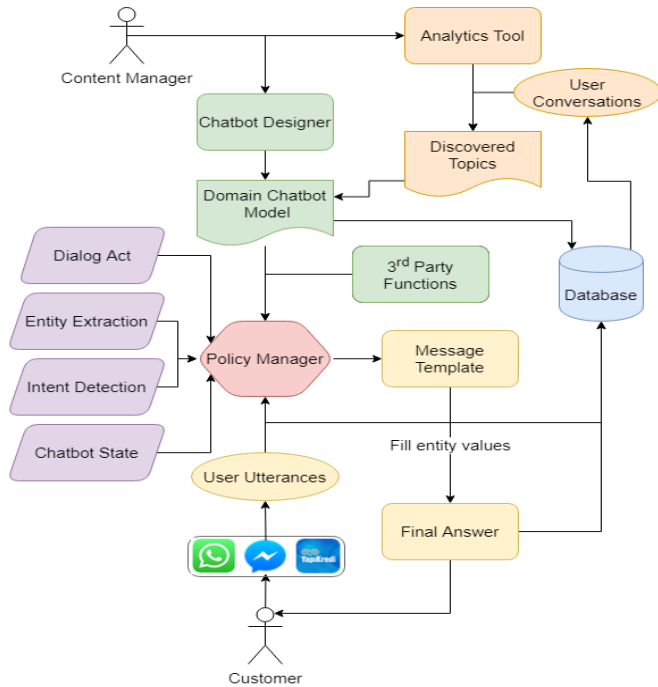 Content Manager
Analytics Tool
User
Conversations
Chatbot Designer
Discovered
Topics
Domain Chatbot
Model
Dialog Act
3rd Party
Functions
Database
Entity Extraction
Policy Manager
Message
Template
Intent Detection
Chatbot State
Fill entity values
User Utterances
Final Answer
YapıKredi
Customer